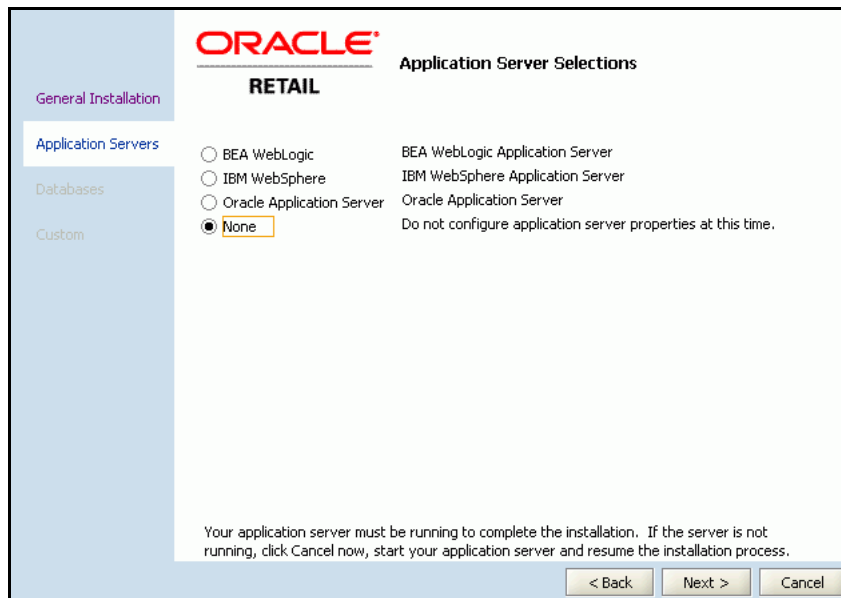 ORACLE
RETAIL
Application Server Selections
General Installation
Application Servers
Databases
Custom
BEA WebLogic BEA WebLogic Application Server
IBM WebSphere IBM WebSphere Application Server
Oracle Application Server Oracle Application Server
None Do not configure application server properties at this time.
Your application server must be running to complete the installation. If the server is not
running, click Cancel now, start your application server and resume the installation process.
< Back Next > Cancel